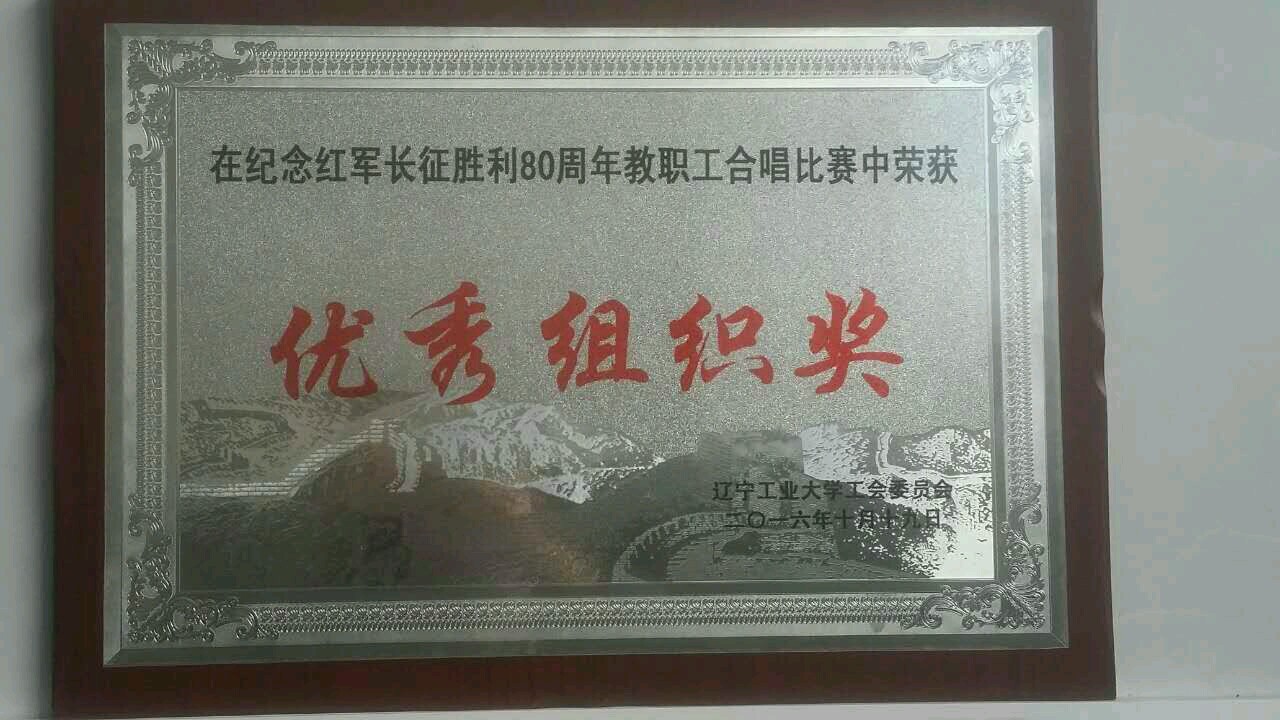 在纪念红军长征胜利80周年教职工合唱比赛中荣获
优秀组织奖
辽宁工业大学工会委员会
二〇一六年十月十九日